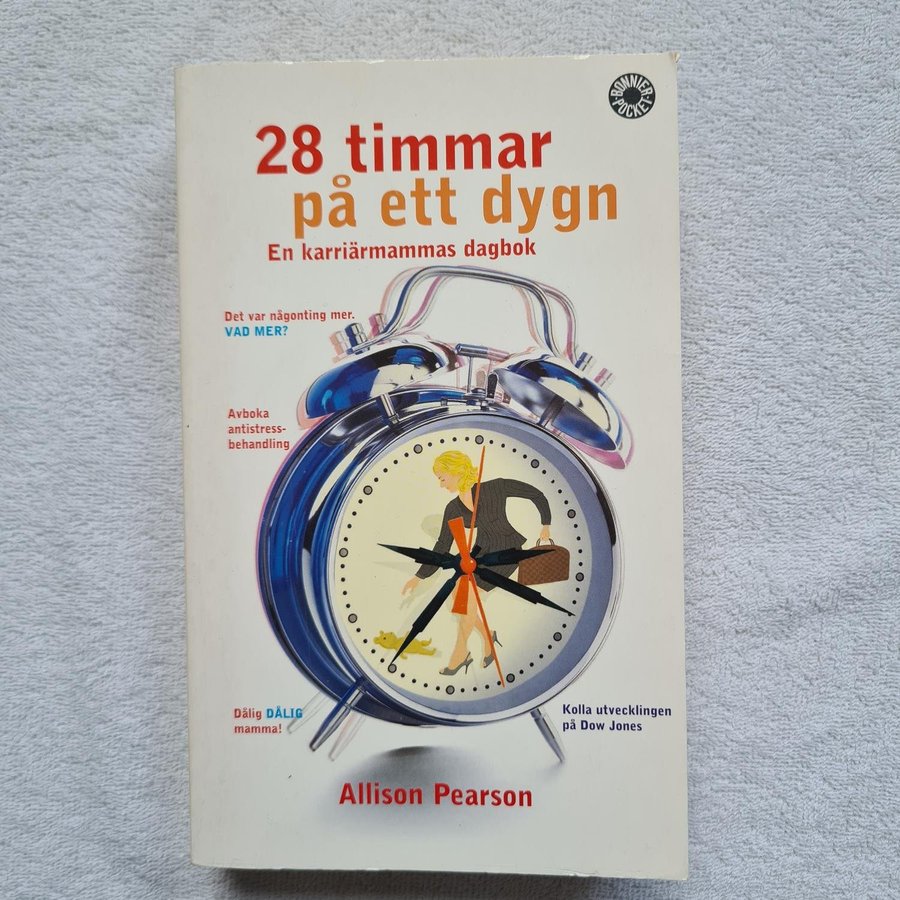 BONNIER
POCKET
28 timmar
på ett dygn
En karriärmammas dagbok
Det var någonting mer.
VAD MER?
Avboka
antistress-
behandling
Dålig DÅLIG
mamma!
Kolla utvecklingen
på Dow Jones
Allison Pearson